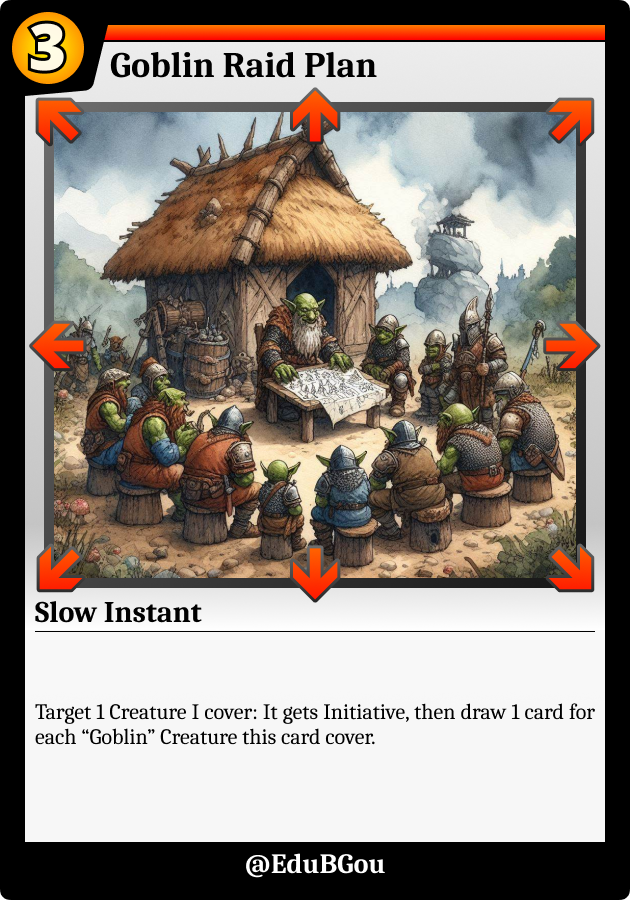 3
Goblin Raid Plan
Slow Instant
Target 1 Creature I cover: It gets Initiative, then draw 1 card for
each “Goblin” Creature this card cover.
@EduBGou